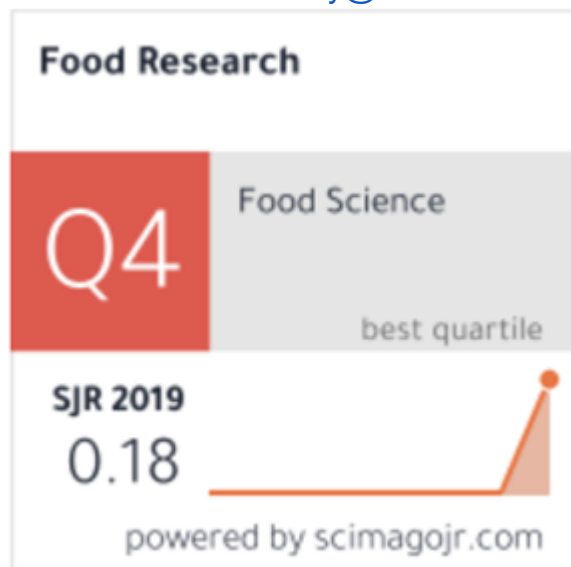 Food Research
Q4
Food Science
best quartile
SJR 2019
0.18
powered by scimagojr.com